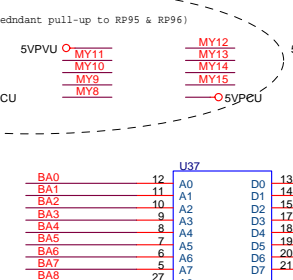 edndant pull-up to RP95 & RP96)
5VPVU
MY11
MY10
MY9
MY8
MY12
MY13
MY14
MY15
5VPCU
CU
U37
BA0 12 A0 D0 13
BA1 11 A1 D1 14
BA2 10 A2 D2 15
BA3 9 A3 D3 17
BA4 8 A4 D4 18
BA5 7 A5 D5 19
BA6 6 A6 D6 20
BA7 5 A7 D7 21
BA8 27